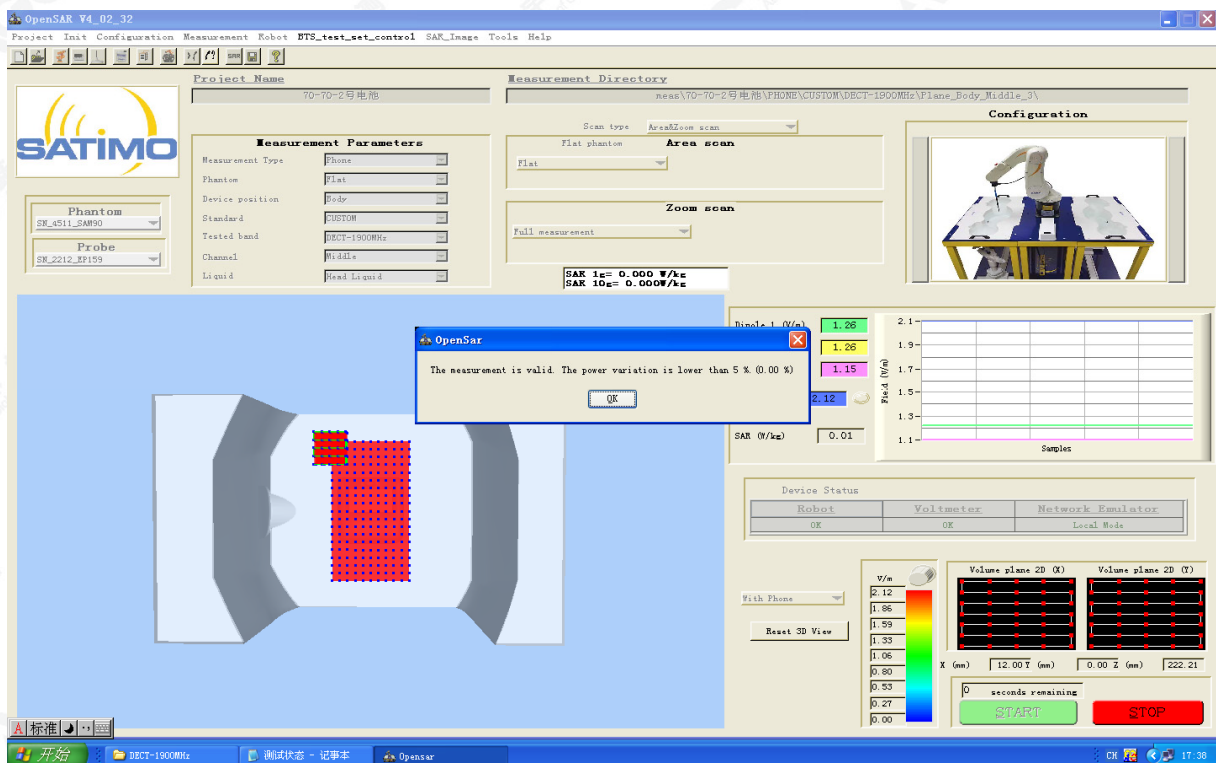 OpenSAR V4_02_32
Project Init Configuration Measurement Robot BTS_test_set_control SAR_Image Tools Help
SAR
Project Name
70-70-2号电池
Measurement Directory
meas\70-70-2号电池\PHONE\CUSTOM\DECT-1900MHz\Plane_Body_Middle_3\
SATIMO
Measurement Parameters
Measurement Type Phone
Phantom Flat
Device position Body
Standard CUSTOM
Tested band DECT-1900MHz
Channel Middle
Liquid Head Liquid
Scan type Area&Zoom scan
Flat phantom Area scan
Flat
Zoom scan
Full measurement
SAR 1g= 0.000 W/kg
SAR 10g= 0.000W/kg
Configuration
Phantom
SN_4511_SAM90
Probe
SN_2212_EP159
OpenSar
The measurement is valid. The power variation is lower than 5 %. (0.00 %)
OK
Dipole 1 (V/m) 1.26
1.26
1.15
2.12
SAR (W/kg) 0.01
Field (V/m)
2.1
1.9
1.7
1.5
1.3
1.1
Samples
Device Status
Robot Voltmeter Network Emulator
OK OK Local Mode
With Phone
Reset 3D View
V/m
2.12
1.86
1.59
1.33
1.06
0.80
0.53
0.27
0.00
Volume plane 2D (X) Volume plane 2D (Y)
X (mm) 12.00 Y (mm) 0.00 Z (mm) 222.21
0 seconds remaining
START STOP
A 标准
开始 DECT-1900MHz 测试状态 - 记事本 Opensar CH 17:38